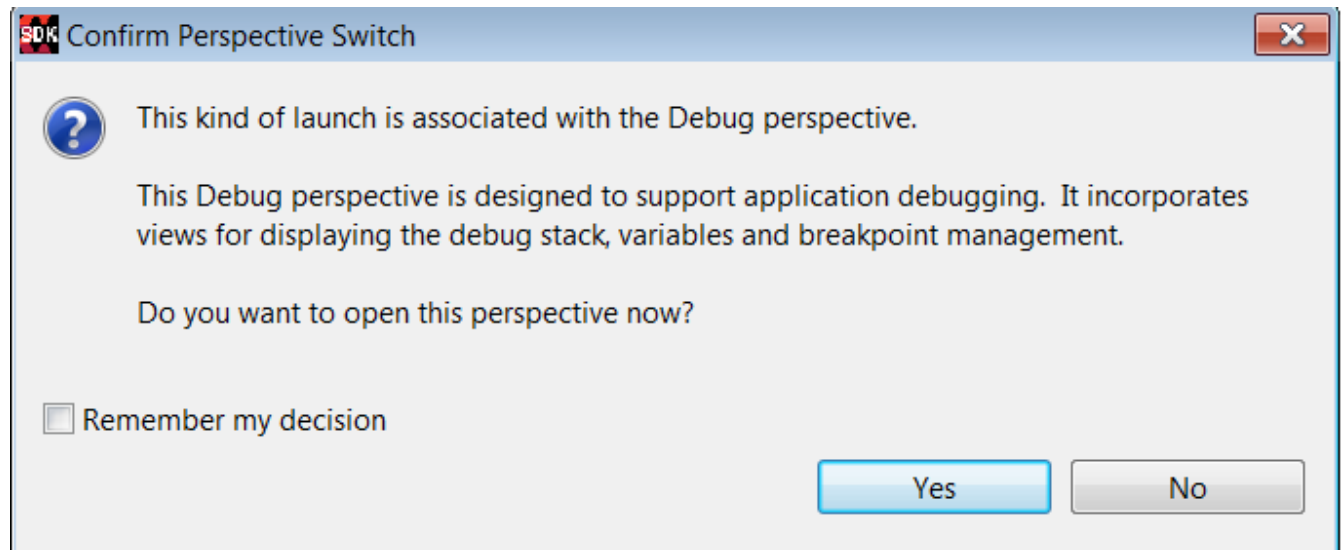 SDK Confirm Perspective Switch
This kind of launch is associated with the Debug perspective.
This Debug perspective is designed to support application debugging. It incorporates
views for displaying the debug stack, variables and breakpoint management.
Do you want to open this perspective now?
Remember my decision
Yes No